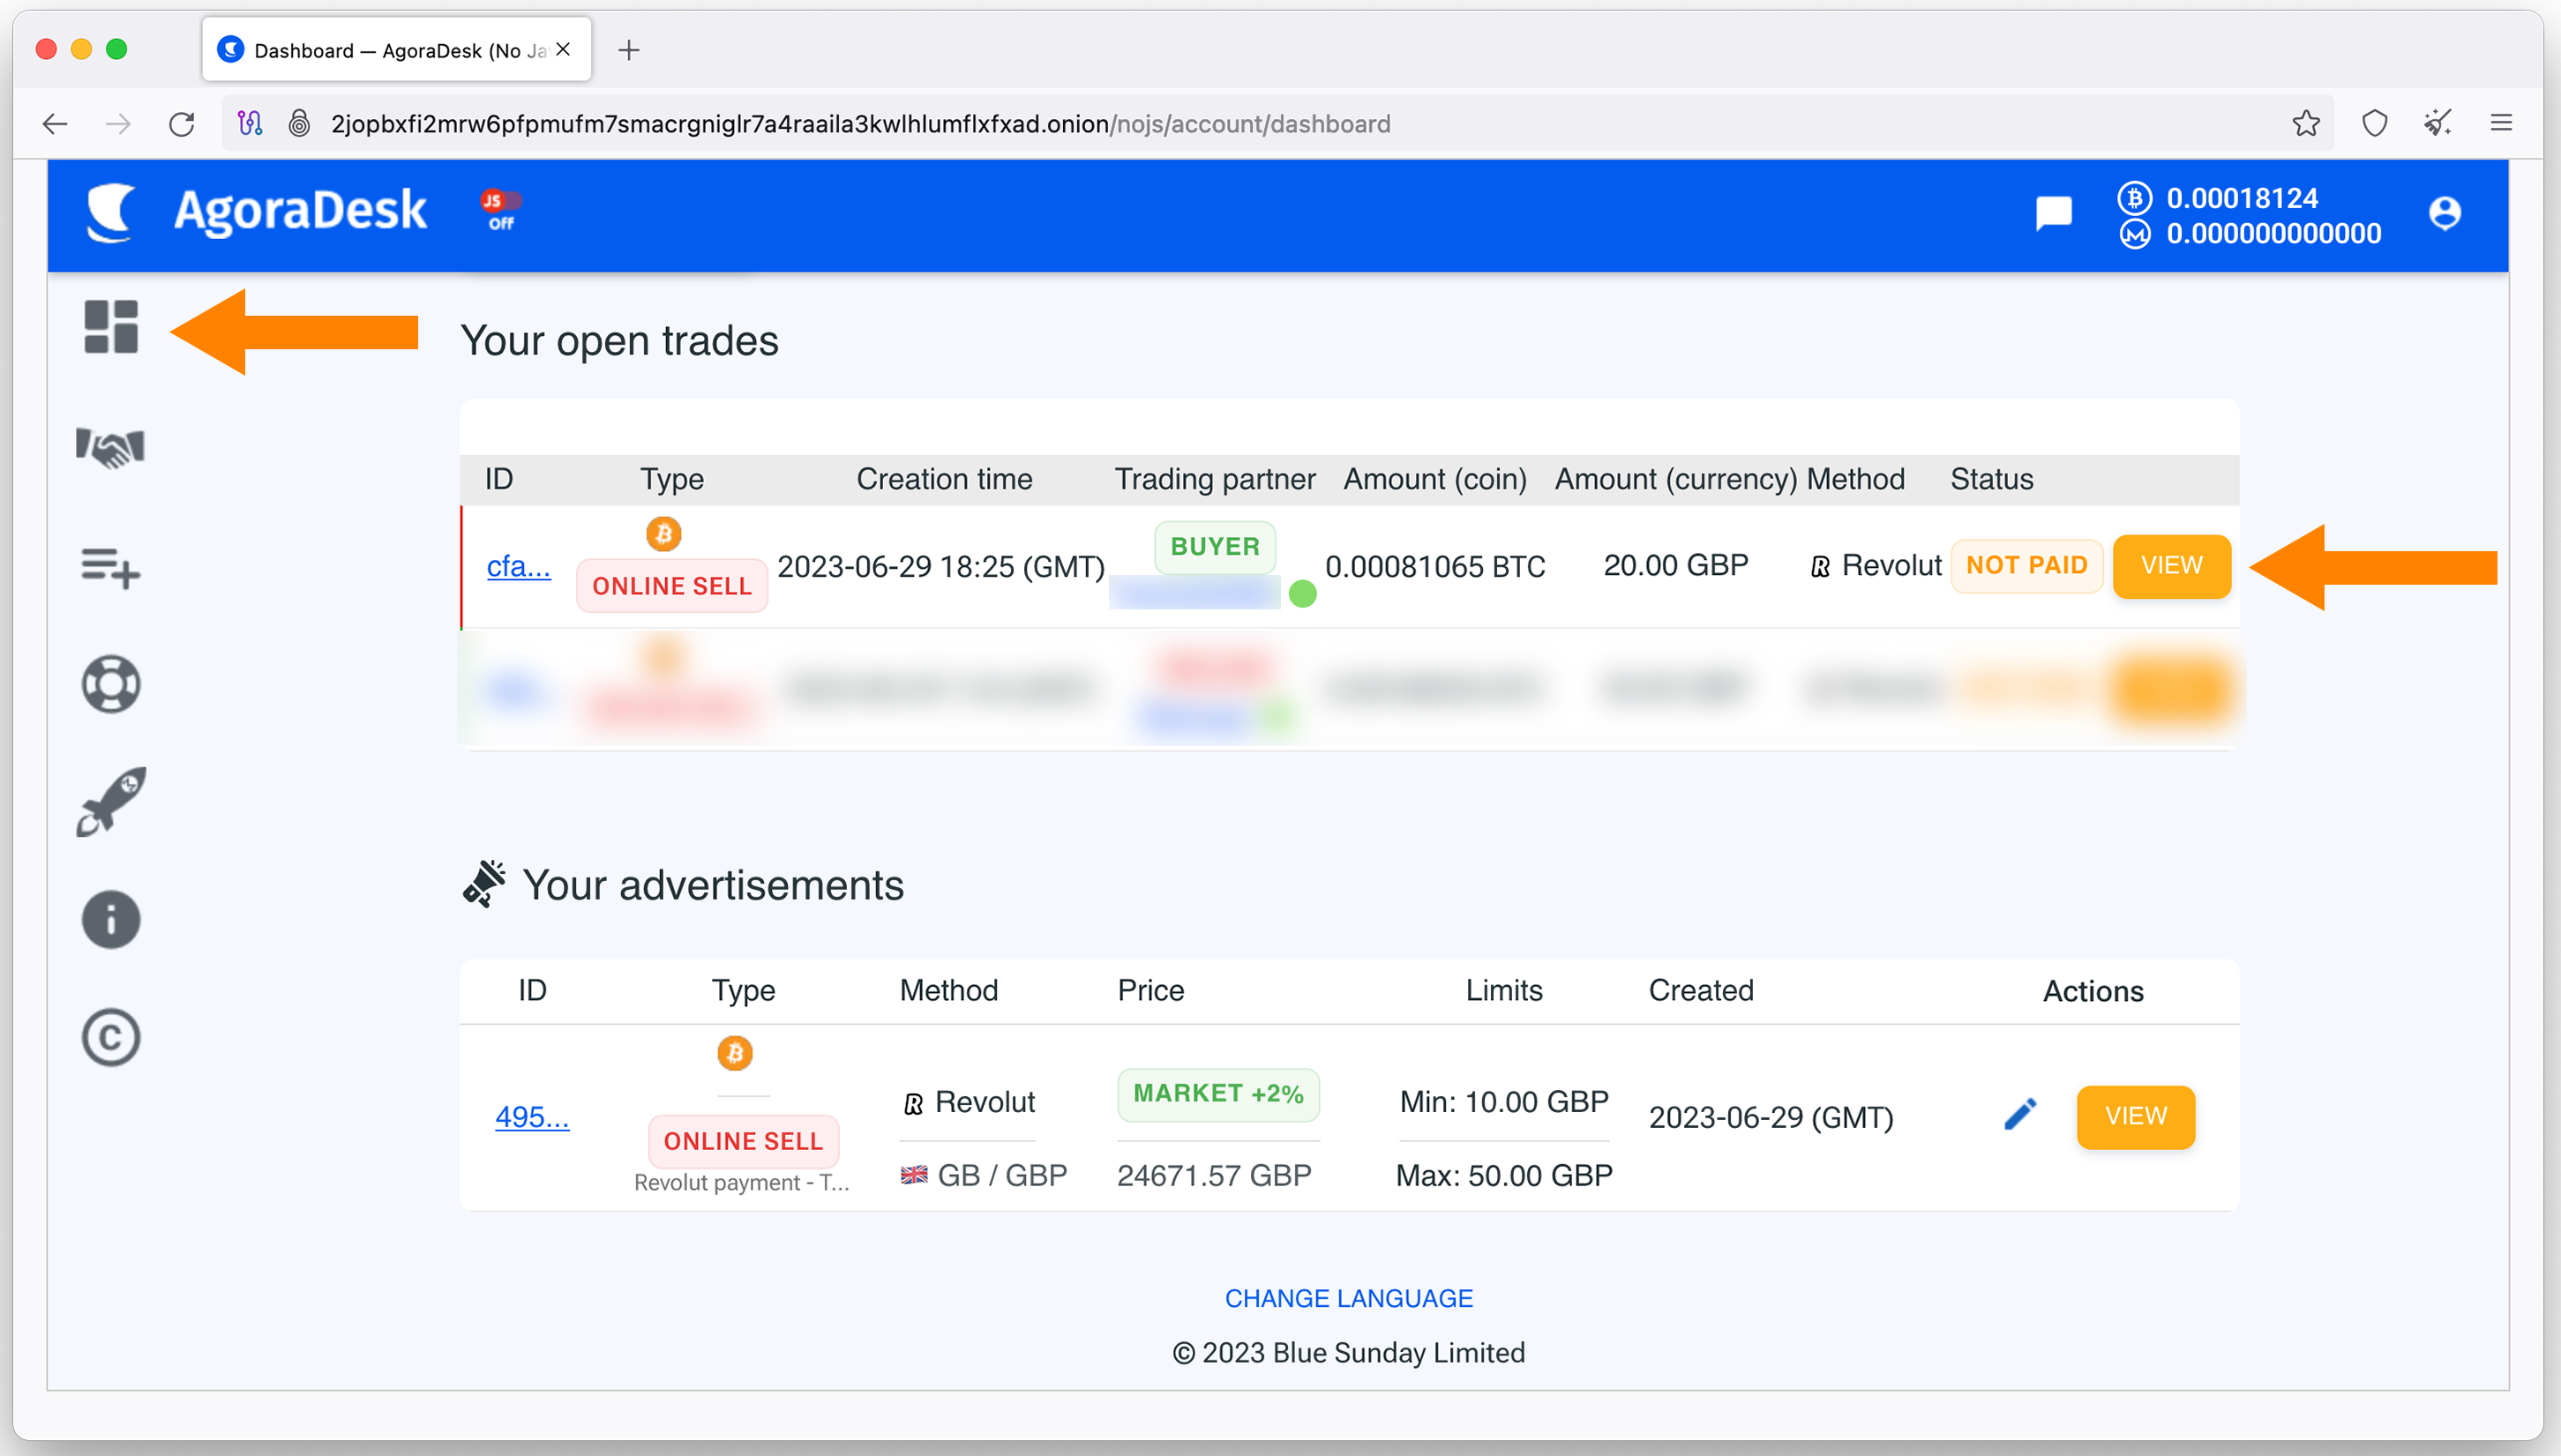 Dashboard — AgoraDesk (No Ja
2jopbxfi2mrw6pfpmufm7smacrgniglr7a4raaila3kwlhlumflxfxad.onion/nojs/account/dashboard
AgoraDesk
JS
Off
0.00018124
0.000000000000
Your open trades
ID Type Creation time Trading partner Amount (coin) Amount (currency) Method Status
cfa... ONLINE SELL 2023-06-29 18:25 (GMT) BUYER 0.00081065 BTC 20.00 GBP Revolut NOT PAID VIEW
Your advertisements
ID Type Method Price Limits Created Actions
495... ONLINE SELL Revolut MARKET +2% Min: 10.00 GBP 2023-06-29 (GMT) VIEW
Revolut payment - T... GB / GBP 24671.57 GBP Max: 50.00 GBP
CHANGE LANGUAGE
© 2023 Blue Sunday Limited